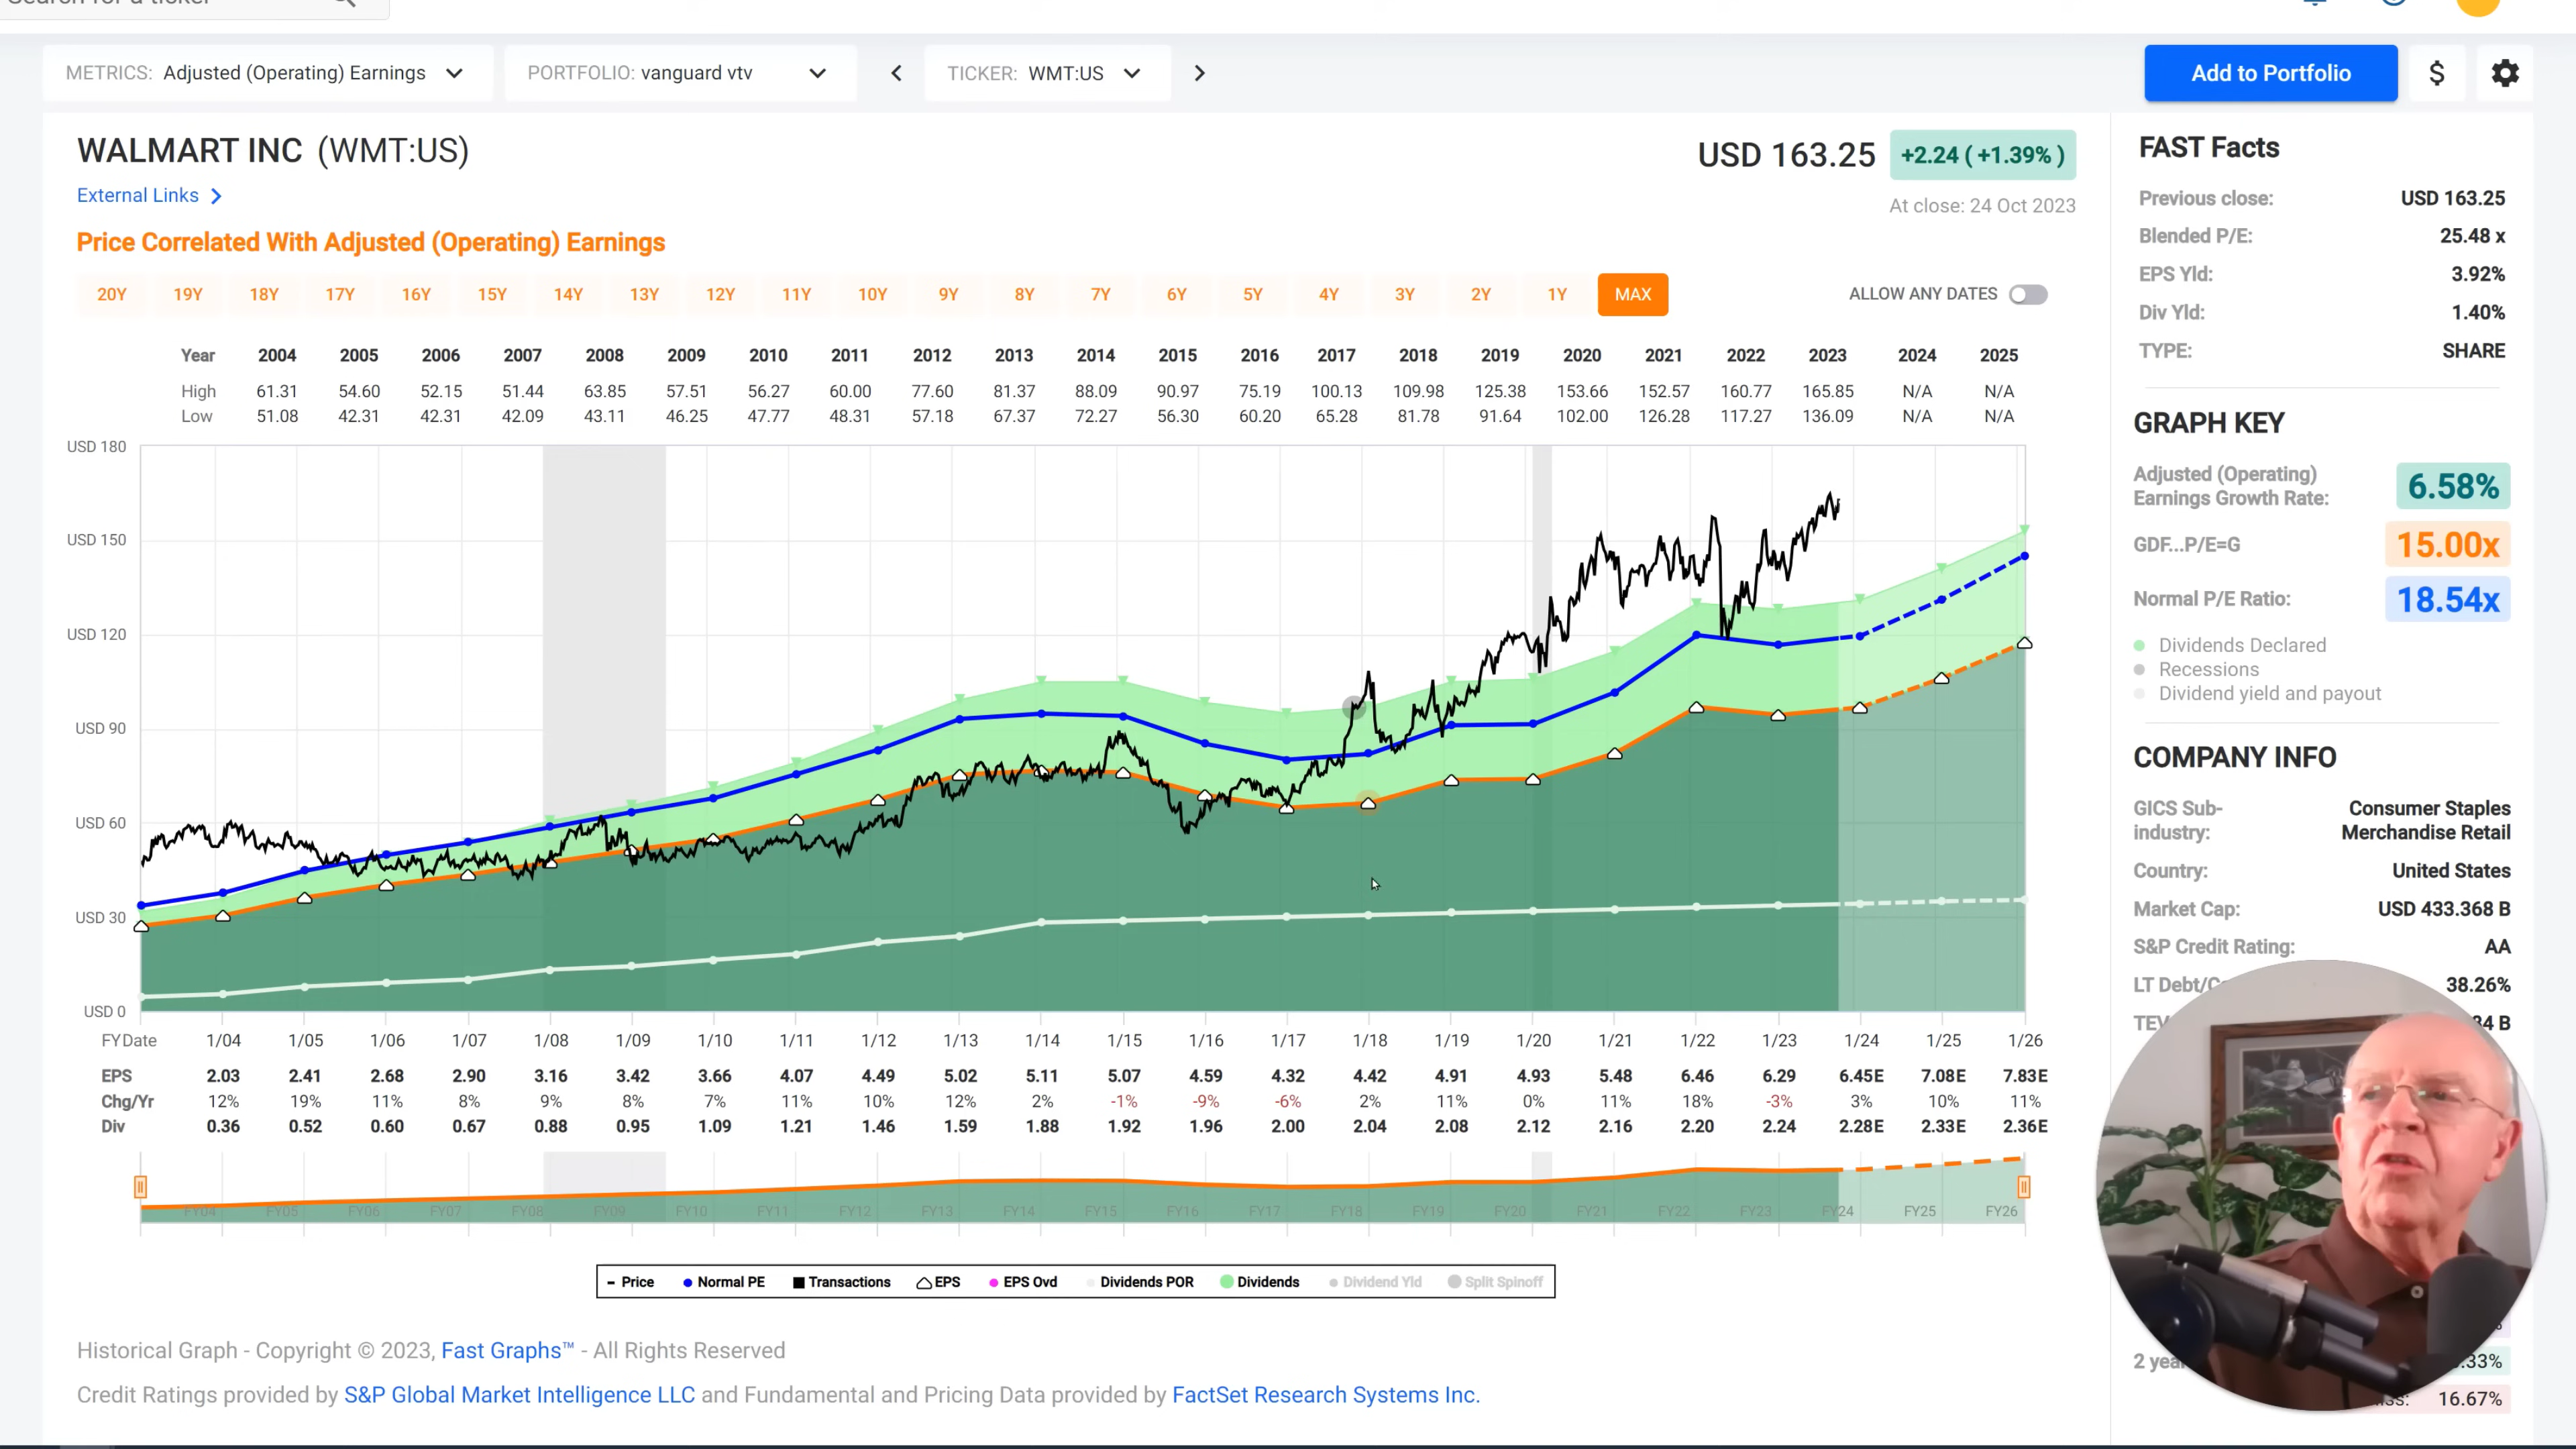 METRICS: Adjusted (Operating) Earnings
PORTFOLIO: vanguard vtv
TICKER: WMT:US
Add to Portfolio
$
WALMART INC (WMT:US)
USD 163.25 +2.24 ( +1.39% )
External Links
At close: 24 Oct 2023
Price Correlated With Adjusted (Operating) Earnings
20Y 19Y 18Y 17Y 16Y 15Y 14Y 13Y 12Y 11Y 10Y 9Y 8Y 7Y 6Y 5Y 4Y 3Y 2Y 1Y MAX
ALLOW ANY DATES
Year 2004 2005 2006 2007 2008 2009 2010 2011 2012 2013 2014 2015 2016 2017 2018 2019 2020 2021 2022 2023 2024 2025
High 61.31 54.60 52.15 51.44 63.85 57.51 56.27 60.00 77.60 81.37 88.09 90.97 75.19 100.13 109.98 125.38 153.66 152.57 160.77 165.85 N/A N/A
Low 51.08 42.31 42.31 42.09 43.11 46.25 47.77 48.31 57.18 67.37 72.27 56.30 60.20 65.28 81.78 91.64 102.00 126.28 117.27 136.09 N/A N/A
USD 180
USD 150
USD 120
USD 90
USD 60
USD 30
USD 0
FYDate 1/04 1/05 1/06 1/07 1/08 1/09 1/10 1/11 1/12 1/13 1/14 1/15 1/16 1/17 1/18 1/19 1/20 1/21 1/22 1/23 1/24 1/25 1/26
EPS 2.03 2.41 2.68 2.90 3.16 3.42 3.66 4.07 4.49 5.02 5.11 5.07 4.59 4.32 4.42 4.91 4.93 5.48 6.46 6.29 6.45E 7.08E 7.83E
Chg/Yr 12% 19% 11% 8% 9% 8% 7% 11% 10% 12% 2% -1% -9% -6% 2% 11% 0% 11% 18% -3% 3% 10% 11%
Div 0.36 0.52 0.60 0.67 0.88 0.95 1.09 1.21 1.46 1.59 1.88 1.92 1.96 2.00 2.04 2.08 2.12 2.16 2.20 2.24 2.28E 2.33E 2.36E
FY04 FY05 FY06 FY07 FY08 FY09 FY10 FY11 FY12 FY13 FY14 FY15 FY16 FY17 FY18 FY19 FY20 FY21 FY22 FY23 FY24 FY25 FY26
Price Normal PE Transactions EPS EPS Ovd Dividends POR Dividends Dividend Yld Split Spinoff
Historical Graph - Copyright © 2023, Fast Graphs™ - All Rights Reserved
Credit Ratings provided by S&P Global Market Intelligence LLC and Fundamental and Pricing Data provided by FactSet Research Systems Inc.
FAST Facts
Previous close: USD 163.25
Blended P/E: 25.48 x
EPS Yld: 3.92%
Div Yld: 1.40%
TYPE: SHARE
GRAPH KEY
Adjusted (Operating)
Earnings Growth Rate: 6.58%
GDF...P/E=G 15.00x
Normal P/E Ratio: 18.54x
Dividends Declared
Recessions
Dividend yield and payout
COMPANY INFO
GICS Sub-
industry:
Consumer Staples
Merchandise Retail
Country: United States
Market Cap: USD 433.368 B
S&P Credit Rating: AA
LT 38.26%
B
2
16.67%